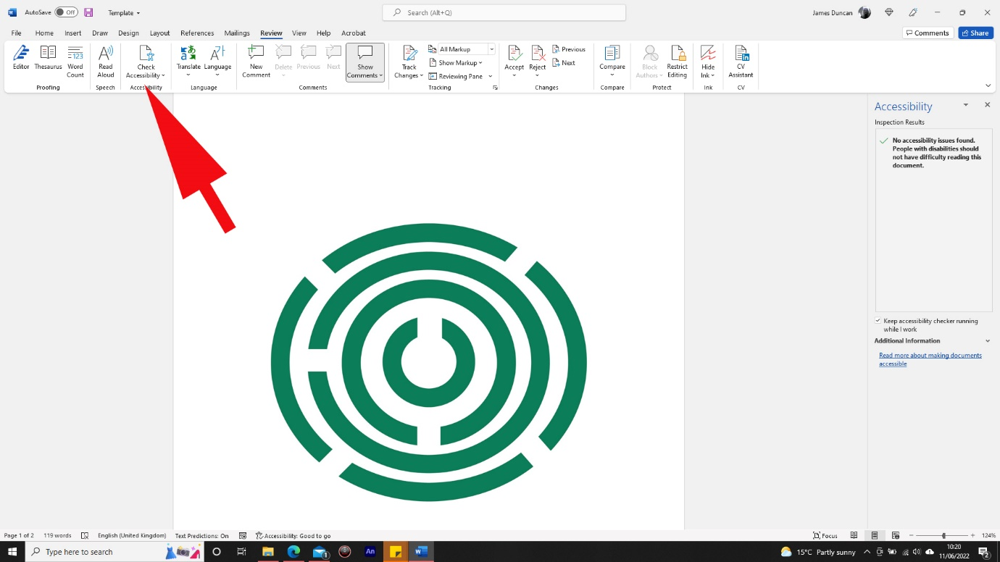 AutoSave Off Template
Search (Alt+Q)
James Duncan
File Home Insert Draw Design Layout References Mailings Review View Help Acrobat
Comments Share
Editor Thesaurus Word Count
Proofing
Read Aloud
Speech
Check Accessibility
Accessibility
Translate Language
Language
New Comment Delete Previous Next Show Comments
Comments
Track Changes
All Markup
Show Markup
Reviewing Pane
Tracking
Accept Reject
Previous
Next
Changes
Compare
Compare
Block Authors Restrict Editing
Protect
Hide Ink
Ink
CV Assistant
CV
Accessibility
Inspection Results
No accessibility issues found.
People with disabilities should
not have difficulty reading this
document.
Keep accessibility checker running
while I work
Additional Information
Read more about making documents
accessible
Page 1 of 2 119 words English (United Kingdom) Text Predictions: On Accessibility: Good to go Focus 124%
Type here to search
An
1
W
15°C Partly sunny
10:20
11/06/2022
2